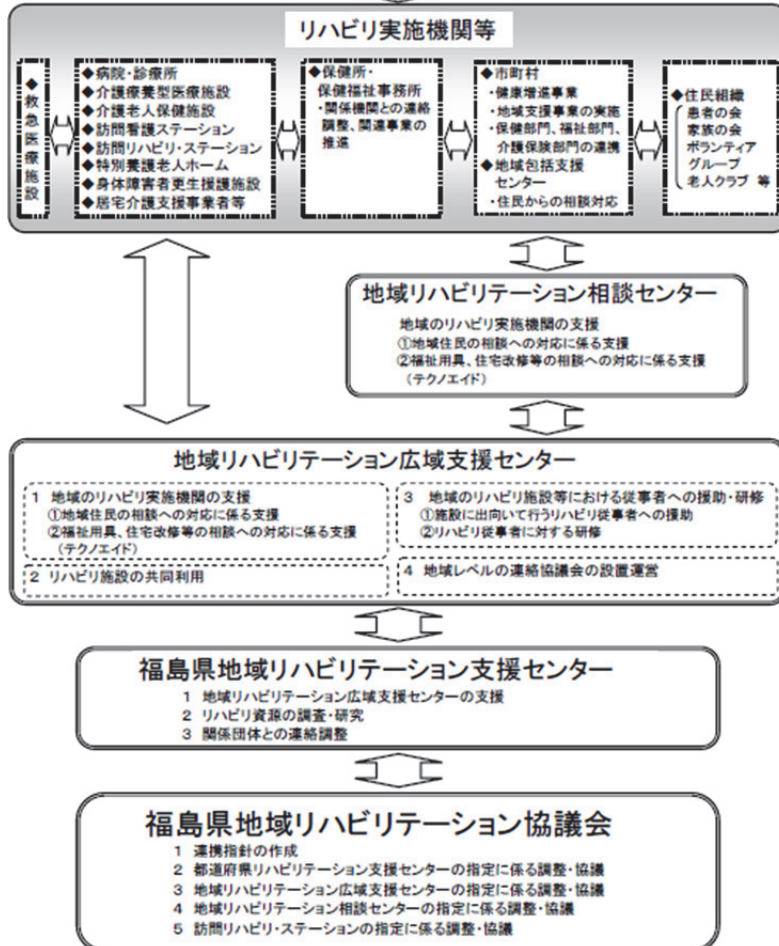 リハビリ実施機関等
◆救急医療施設
◆病院・診療所
◆介護療養型医療施設
◆介護老人保健施設
◆訪問看護ステーション
◆訪問リハビリ・ステーション
◆特別養護老人ホーム
◆身体障害者更生援護施設
◆居宅介護支援事業者等
◆保健所・
保健福祉事務所
・関係機関との連絡
調整、関連事業の
推進
◆市町村
・健康増進事業
・地域支援事業の実施
・保健部門、福祉部門、
介護保険部門の連携
◆地域包括支援
センター
・住民からの相談対応
◆住民組織
患者の会
家族の会
ボランティア
グループ
老人クラブ 等
地域リハビリテーション相談センター
地域のリハビリ実施機関の支援
①地域住民の相談への対応に係る支援
②福祉用具、住宅改修等の相談への対応に係る支援
(テクノエイド)
地域リハビリテーション広域支援センター
1 地域のリハビリ実施機関の支援
①地域住民の相談への対応に係る支援
②福祉用具、住宅改修等の相談への対応に係る支援
(テクノエイド)
2 リハビリ施設の共同利用
3 地域のリハビリ施設等における従事者への援助・研修
①施設に出向いて行うリハビリ従事者への援助
②リハビリ従事者に対する研修
4 地域レベルの連絡協議会の設置運営
福島県地域リハビリテーション支援センター
1 地域リハビリテーション広域支援センターの支援
2 リハビリ資源の調査・研究
3 関係団体との連絡調整
福島県地域リハビリテーション協議会
1 連携指針の作成
2 都道府県リハビリテーション支援センターの指定に係る調整・協議
3 地域リハビリテーション広域支援センターの指定に係る調整・協議
4 地域リハビリテーション相談センターの指定に係る調整・協議
5 訪問リハビリ・ステーションの指定に係る調整・協議